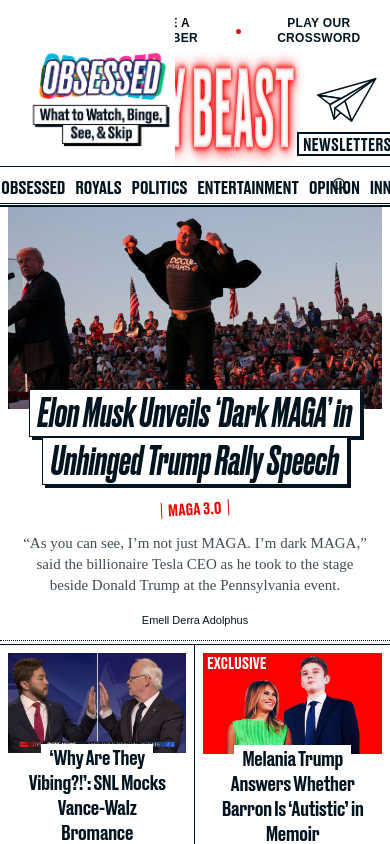 E A
BER
PLAY OUR
CROSSWORD
OBSESSED
What to Watch, Binge,
See, & Skip
Y BEAST
NEWSLETTERS
OBSESSED ROYALS POLITICS ENTERTAINMENT OPINION INN
OCCUPY
MARS
Elon Musk Unveils ‘Dark MAGA’ in
Unhinged Trump Rally Speech
MAGA 3.0
“As you can see, I’m not just MAGA. I’m dark MAGA,”
said the billionaire Tesla CEO as he took to the stage
beside Donald Trump at the Pennsylvania event.
Emell Derra Adolphus
‘Why Are They
Vibing?!’: SNL Mocks
Vance-Walz
Bromance
EXCLUSIVE
Melania Trump
Answers Whether
Barron Is ‘Autistic’ in
Memoir